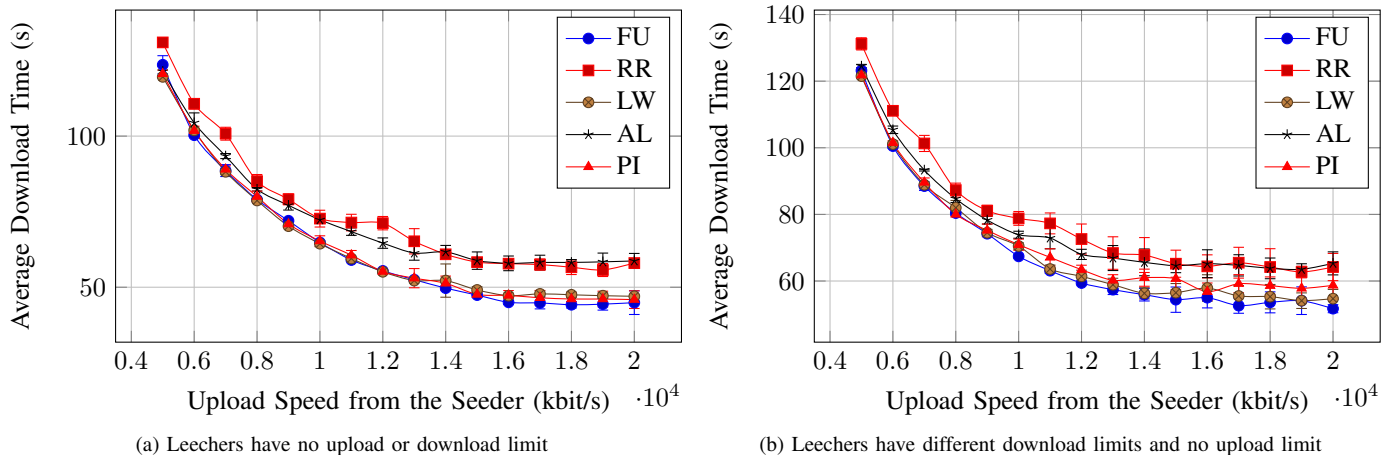 Average Download Time (s)
100
50
0.4 0.6 0.8 1 1.2 1.4 1.6 1.8 2
Upload Speed from the Seeder (kbit/s) ·10⁴
FU
RR
LW
AL
PI
(a) Leechers have no upload or download limit
Average Download Time (s)
140
120
100
80
60
0.4 0.6 0.8 1 1.2 1.4 1.6 1.8 2
Upload Speed from the Seeder (kbit/s) ·10⁴
FU
RR
LW
AL
PI
(b) Leechers have different download limits and no upload limit